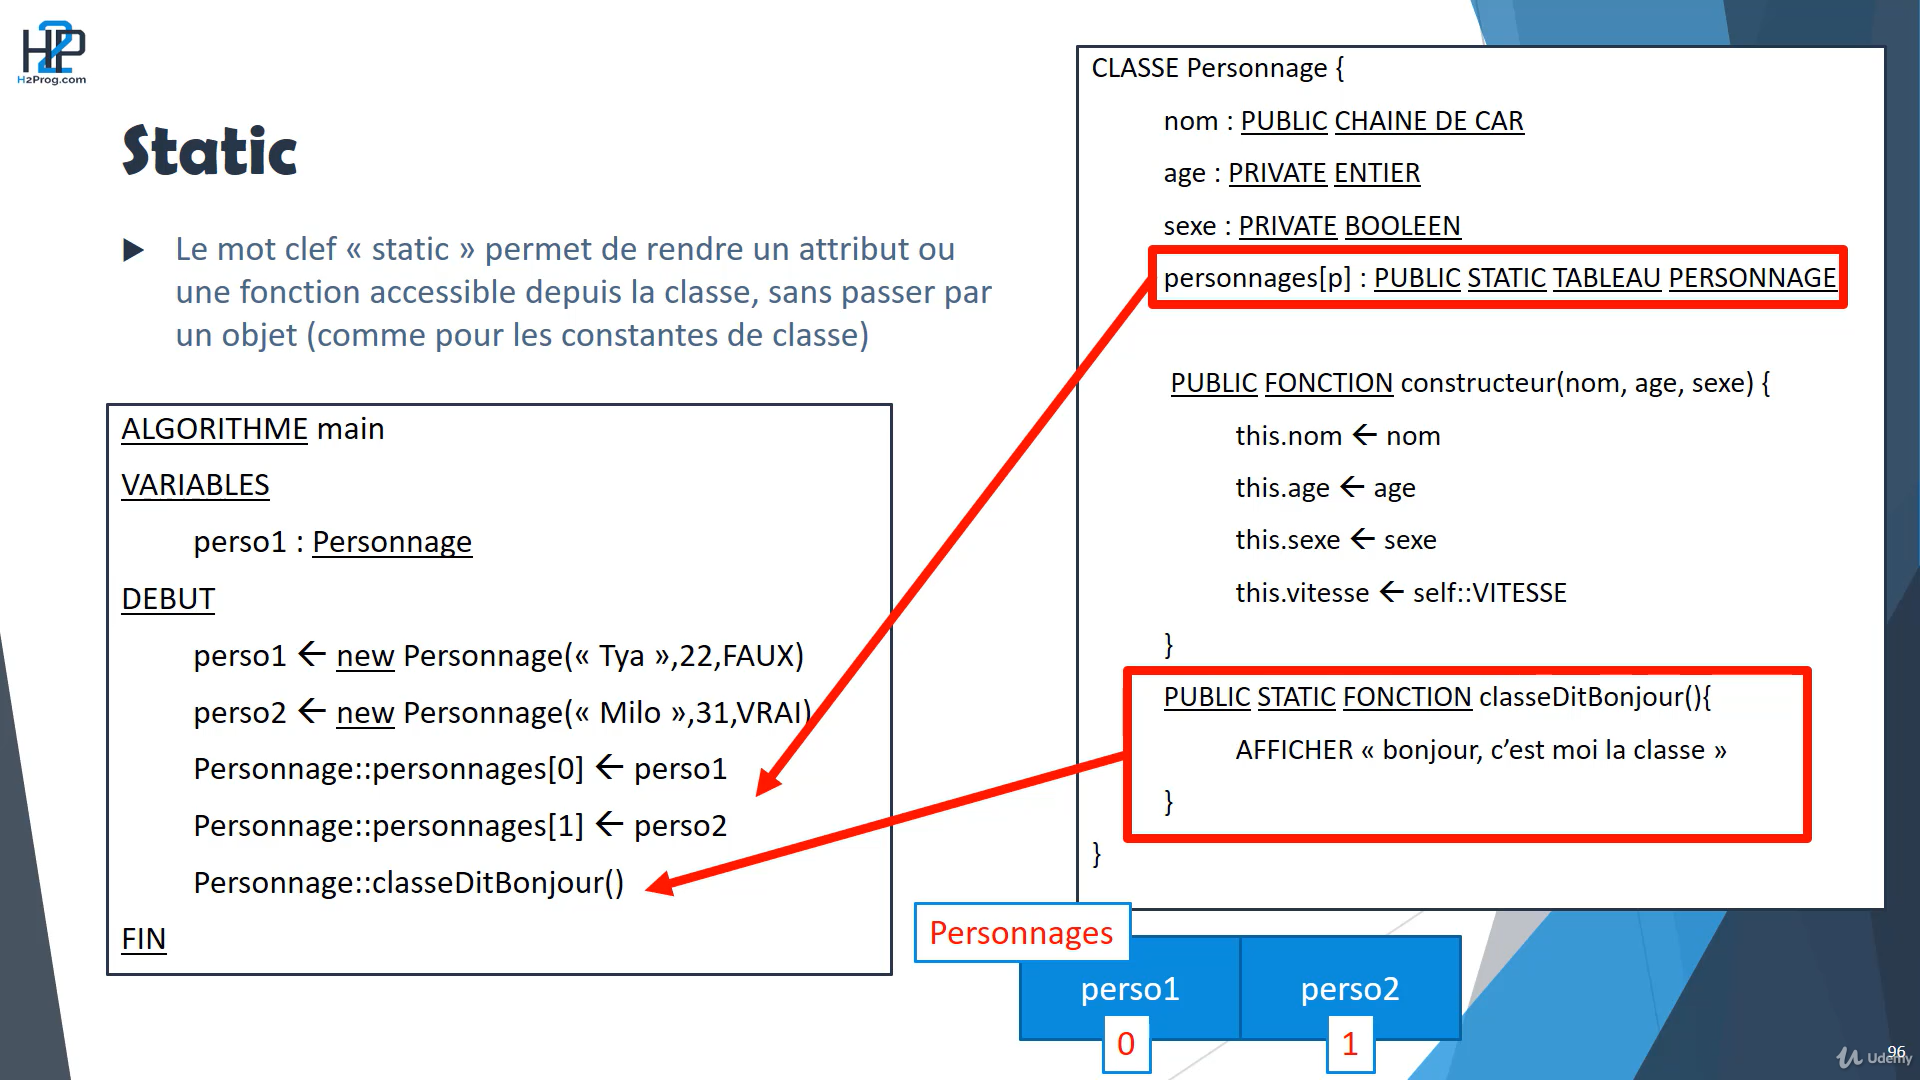 H2P
H2Prog.com
Static
Le mot clef « static » permet de rendre un attribut ou
une fonction accessible depuis la classe, sans passer par
un objet (comme pour les constantes de classe)
ALGORITHME main
VARIABLES
perso1 : Personnage
DEBUT
perso1 ← new Personnage(« Tya »,22,FAUX)
perso2 ← new Personnage(« Milo »,31,VRAI)
Personnage::personnages[0] ← perso1
Personnage::personnages[1] ← perso2
Personnage::classeDitBonjour()
FIN
CLASSE Personnage {
nom : PUBLIC CHAINE DE CAR
age : PRIVATE ENTIER
sexe : PRIVATE BOOLEEN
personnages[p] : PUBLIC STATIC TABLEAU PERSONNAGE
PUBLIC FONCTION constructeur(nom, age, sexe) {
this.nom ← nom
this.age ← age
this.sexe ← sexe
this.vitesse ← self::VITESSE
}
PUBLIC STATIC FONCTION classeDitBonjour(){
AFFICHER « bonjour, c’est moi la classe »
}
}
Personnages
perso1 perso2
0 1
96
Udemy